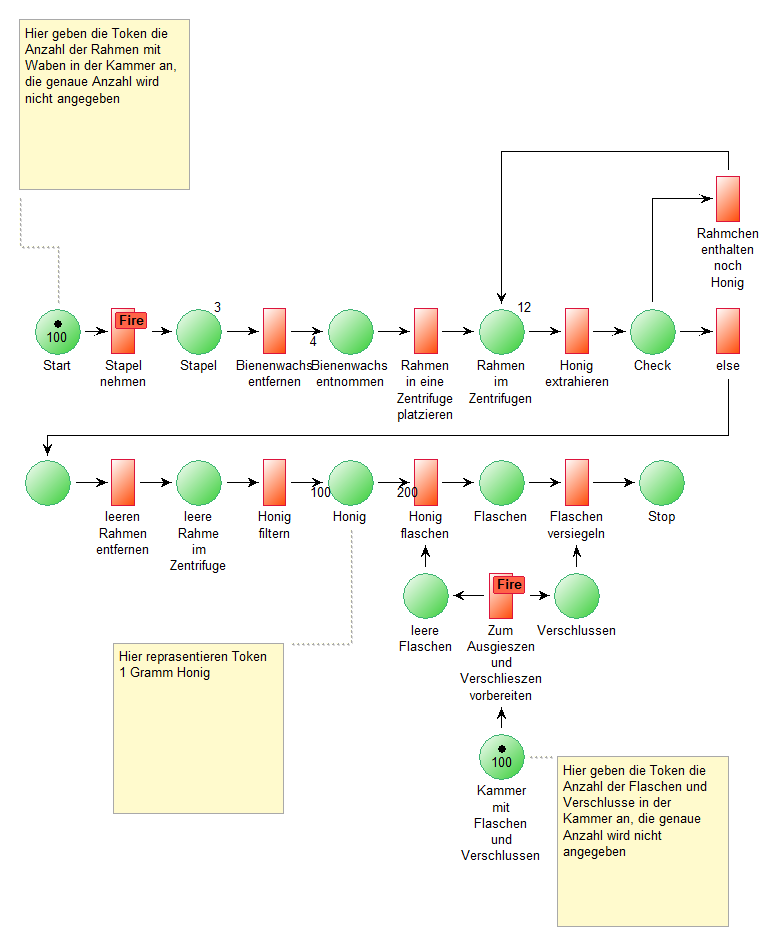 Hier geben die Token die
Anzahl der Rahmen mit
Waben in der Kammer an,
die genaue Anzahl wird
nicht angegeben
Rahmchen
enthalten
noch
Honig
100
Start
Fire
Stapel
nehmen
3
Stapel
Bienenwachs
entfernen
4
Bienenwachs
entnommen
Rahmen
in eine
Zentrifuge
platzieren
12
Rahmen
im
Zentrifugen
Honig
extrahieren
Check
else
leeren
Rahmen
entfernen
leere
Rahme
im
Zentrifuge
Honig
filtern
100
Honig
200
Honig
flaschen
Flaschen
Flaschen
versiegeln
Stop
leere
Flaschen
Fire
Zum
Ausgieszen
und
Verschlieszen
vorbereiten
Verschlussen
Hier reprasentieren Token
1 Gramm Honig
100
Kammer
mit
Flaschen
und
Verschlussen
Hier geben die Token die
Anzahl der Flaschen und
Verschlusse in der
Kammer an, die genaue
Anzahl wird nicht
angegeben